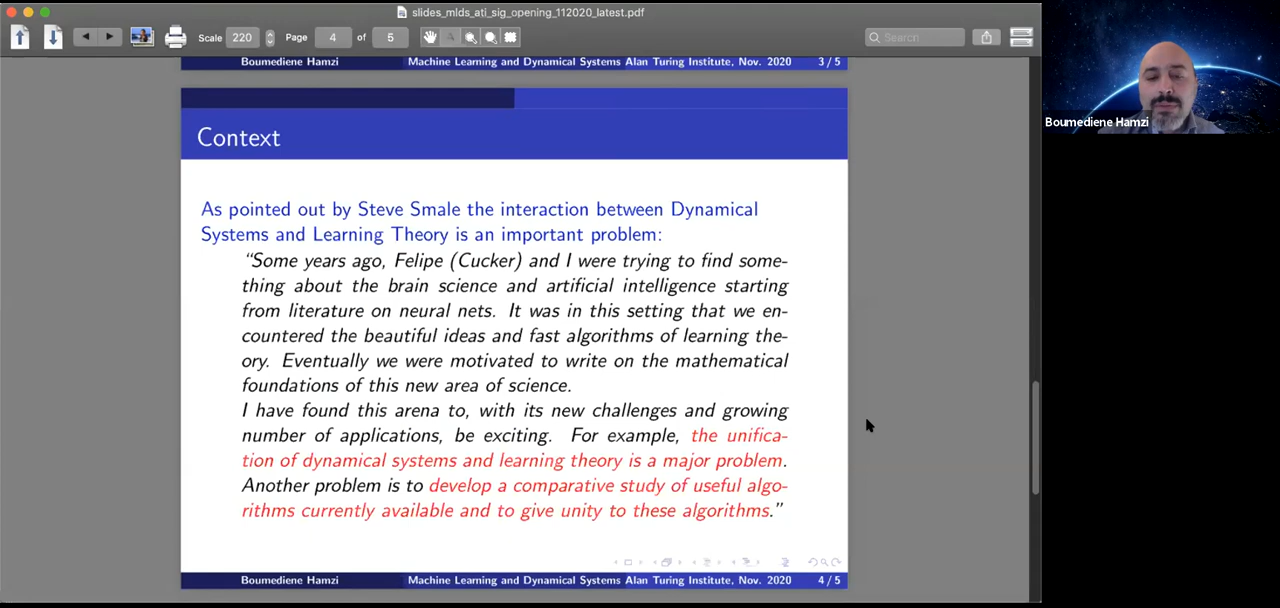 slides_mlds_ati_sig_opening_112020_latest.pdf
Scale 220 Page 4 of 5 Search
Boumediene Hamzi Machine Learning and Dynamical Systems Alan Turing Institute, Nov. 2020 3 / 5
Context
As pointed out by Steve Smale the interaction between Dynamical
Systems and Learning Theory is an important problem:
“Some years ago, Felipe (Cucker) and I were trying to find some-
thing about the brain science and artificial intelligence starting
from literature on neural nets. It was in this setting that we en-
countered the beautiful ideas and fast algorithms of learning the-
ory. Eventually we were motivated to write on the mathematical
foundations of this new area of science.
I have found this arena to, with its new challenges and growing
number of applications, be exciting. For example, the unifica-
tion of dynamical systems and learning theory is a major problem.
Another problem is to develop a comparative study of useful algo-
rithms currently available and to give unity to these algorithms.”
Boumediene Hamzi Machine Learning and Dynamical Systems Alan Turing Institute, Nov. 2020 4 / 5
Boumediene Hamzi